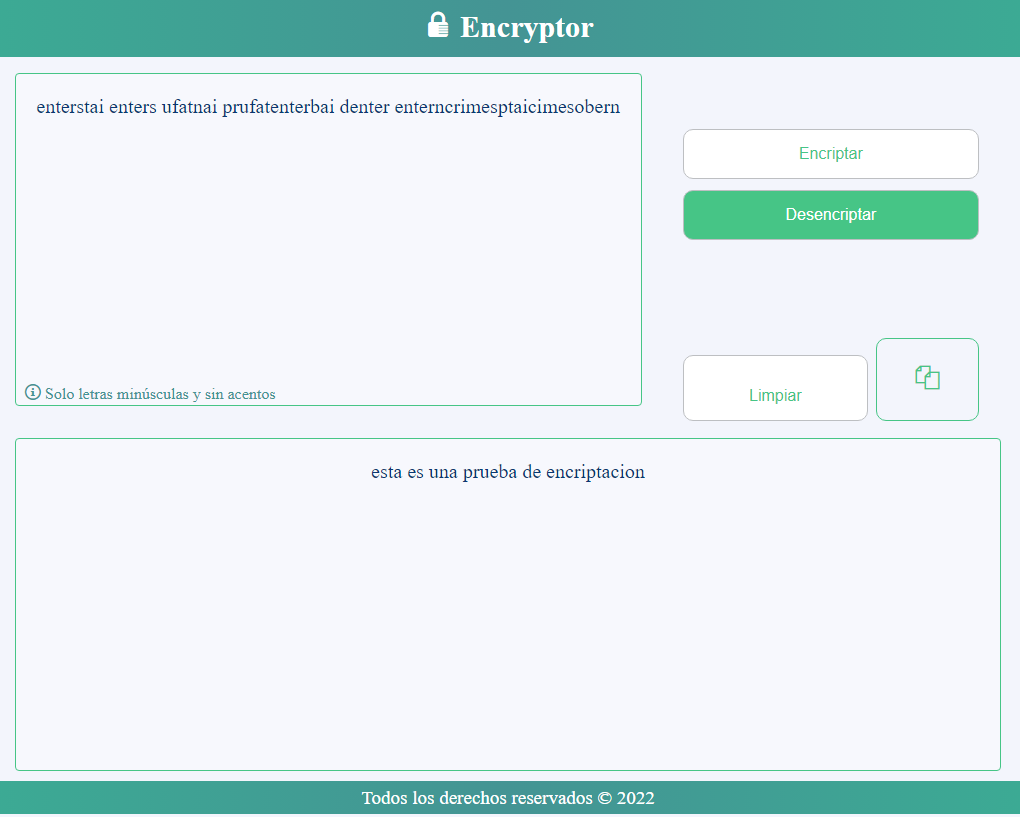 Encryptor
enterstai enters ufatnai prufatenterbai denter enterncrimesptaicimesobern
Encriptar
Desencriptar
Solo letras minúsculas y sin acentos
Limpiar
esta es una prueba de encriptacion
Todos los derechos reservados © 2022